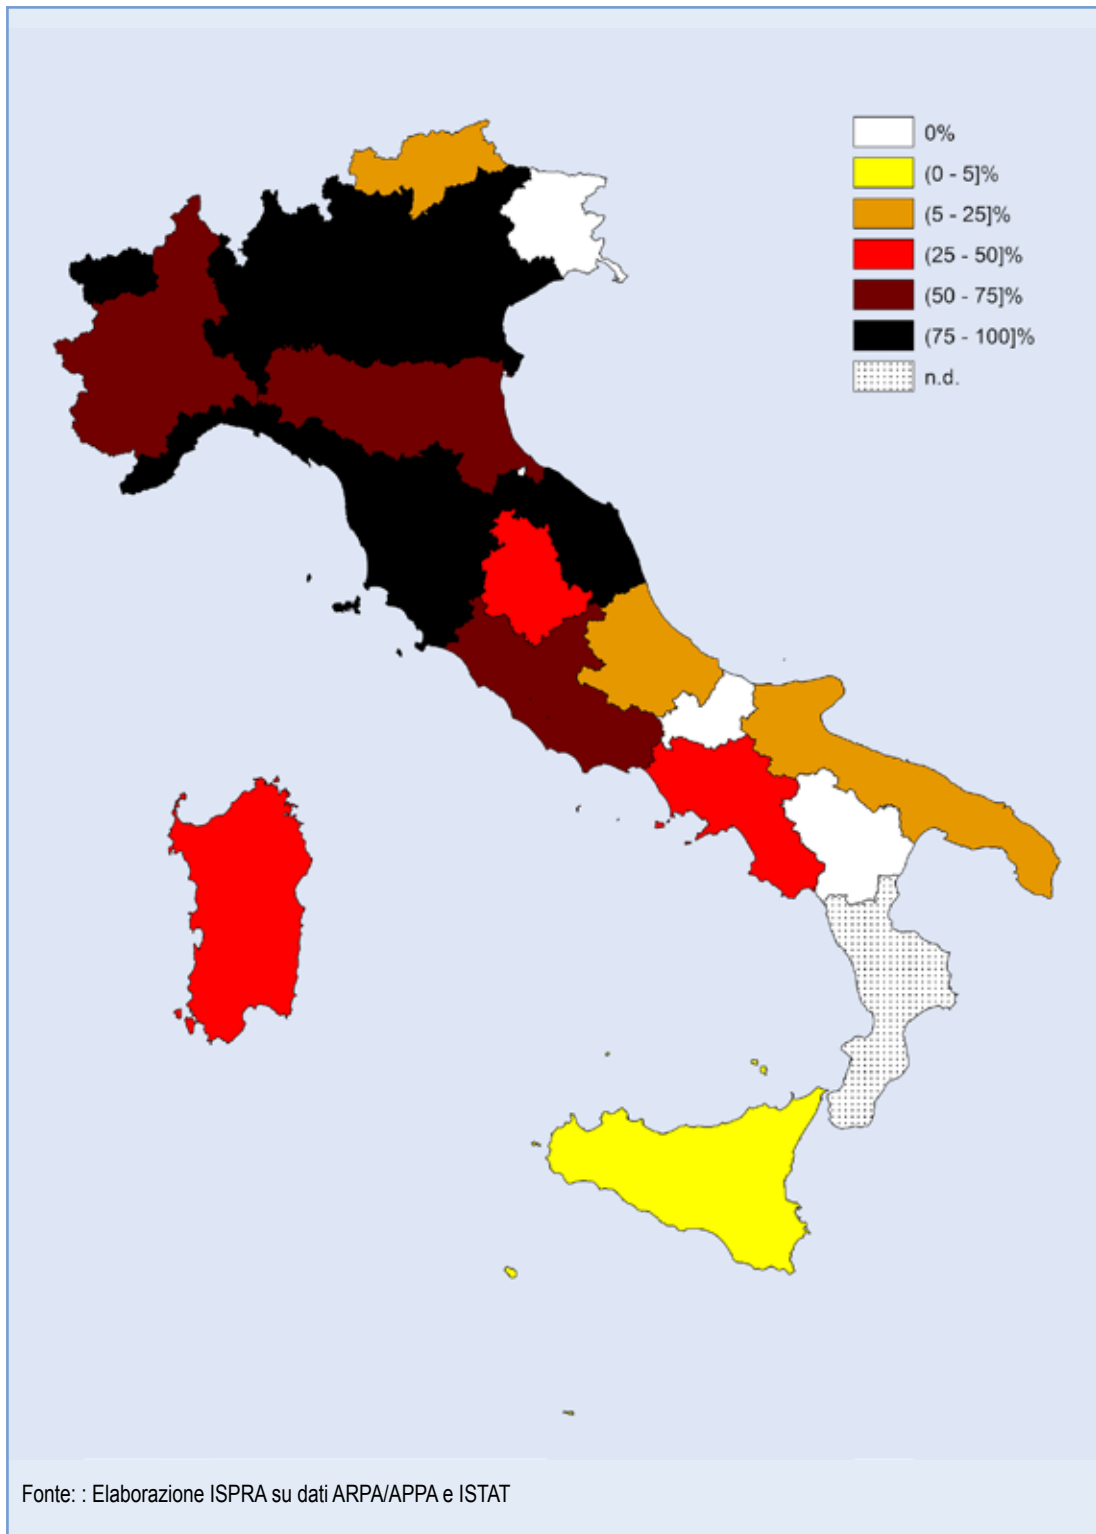 0%
(0 - 5]%
(5 - 25]%
(25 - 50]%
(50 - 75]%
(75 - 100]%
n.d.
Fonte: : Elaborazione ISPRA su dati ARPA/APPA e ISTAT